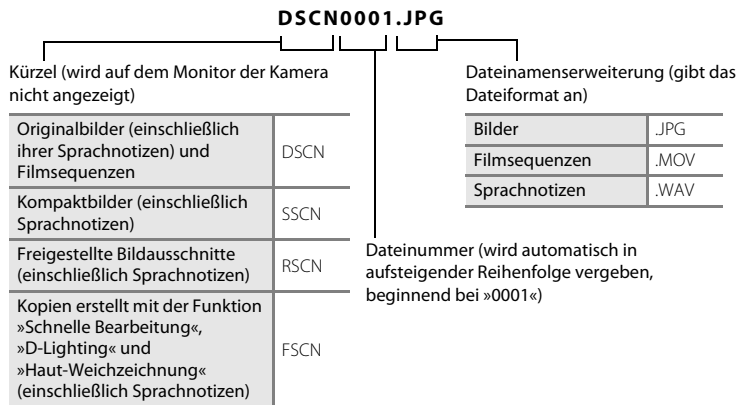 DSCN0001.JPG
Kürzel (wird auf dem Monitor der Kamera
nicht angezeigt)
Originalbilder (einschließlich
ihrer Sprachnotizen) und
Filmsequenzen
DSCN
Kompaktbilder (einschließlich
Sprachnotizen)
SSCN
Freigestellte Bildausschnitte
(einschließlich Sprachnotizen)
RSCN
Kopien erstellt mit der Funktion
»Schnelle Bearbeitung«,
»D-Lighting« und
»Haut-Weichzeichnung«
(einschließlich Sprachnotizen)
FSCN
Dateinummer (wird automatisch in
aufsteigender Reihenfolge vergeben,
beginnend bei »0001«)
Dateinamenserweiterung (gibt das
Dateiformat an)
Bilder .JPG
Filmsequenzen .MOV
Sprachnotizen .WAV